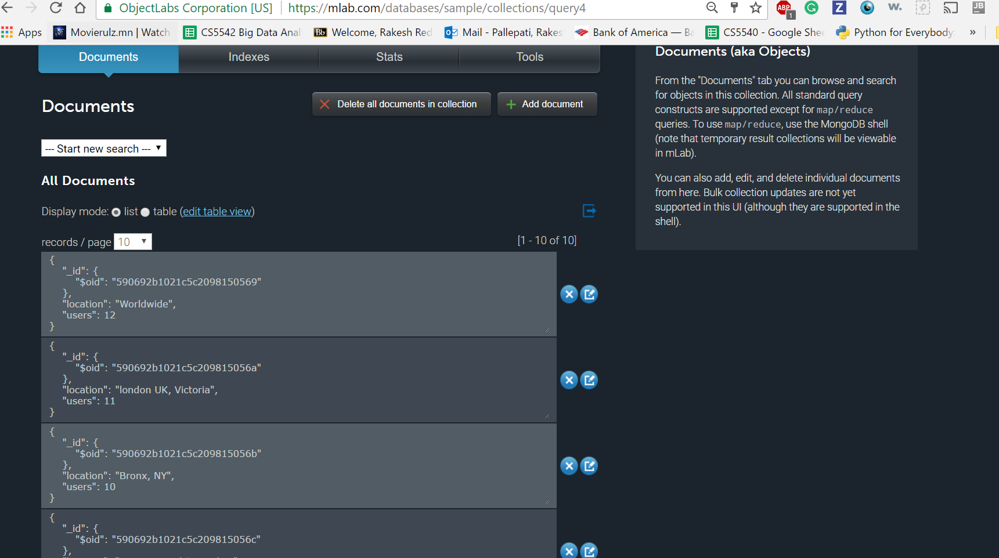 ObjectLabs Corporation [US] https://mlab.com/databases/sample/collections/query4
ABP 1 G Z w. JB
Apps Movierulz.mn | Watch CS5542 Big Data Anal Bb Welcome, Rakesh Red Mail - Pallepati, Rakes Bank of America — Ba CS5540 - Google Shee Python for Everybody: »
Documents Indexes Stats Tools
Documents
Delete all documents in collection
Add document
--- Start new search ---
All Documents
Display mode: list table (edit table view)
records / page 10
[1 - 10 of 10]
{
"_id": {
"$oid": "590692b1021c5c2098150569"
},
"location": "Worldwide",
"users": 12
}
{
"_id": {
"$oid": "590692b1021c5c209815056a"
},
"location": "london UK, Victoria",
"users": 11
}
{
"_id": {
"$oid": "590692b1021c5c209815056b"
},
"location": "Bronx, NY",
"users": 10
}
{
"_id": {
"$oid": "590692b1021c5c209815056c"
},
Documents (aka Objects)
From the "Documents" tab you can browse and search
for objects in this collection. All standard query
constructs are supported except for map/reduce
queries. To use map/reduce, use the MongoDB shell
(note that temporary result collections will be viewable
in mLab).
You can also add, edit, and delete individual documents
from here. Bulk collection updates are not yet
supported in this UI (although they are supported in the
shell).